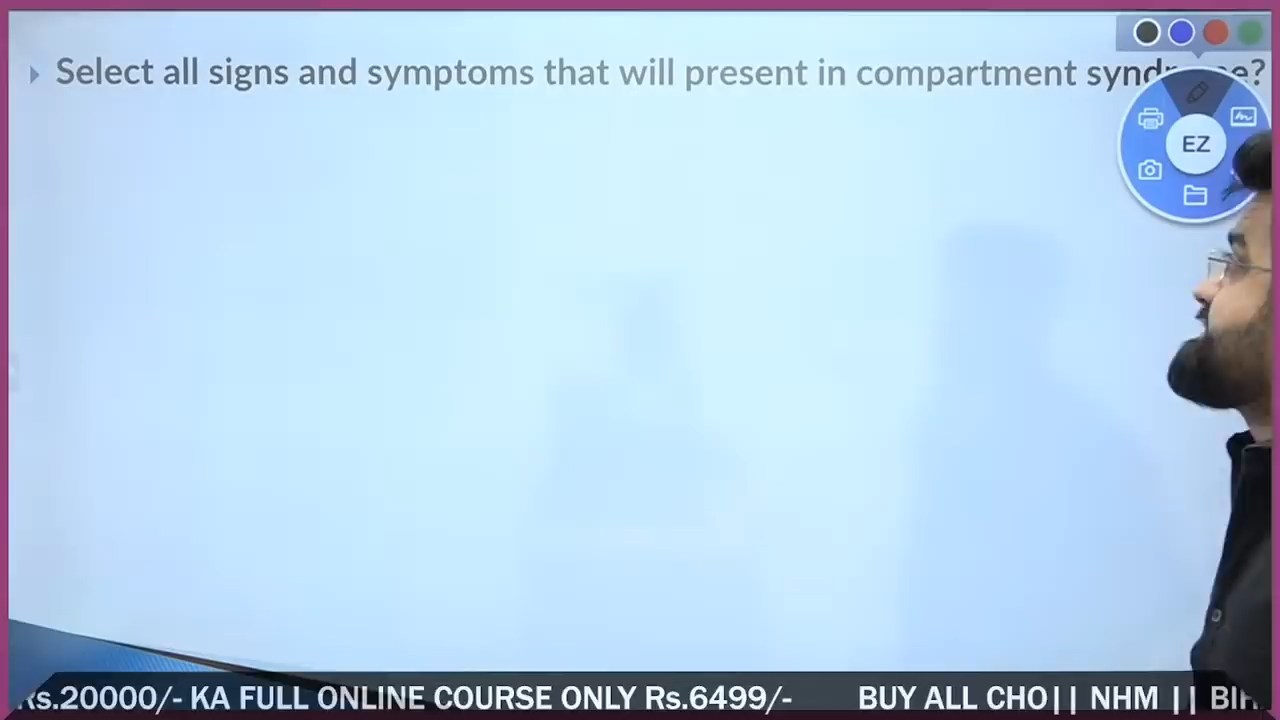 Select all signs and symptoms that will present in compartment
EZ
Rs.20000/- KA FULL ONLINE COURSE ONLY Rs.6499/- BUY ALL CHO|| NHM ||